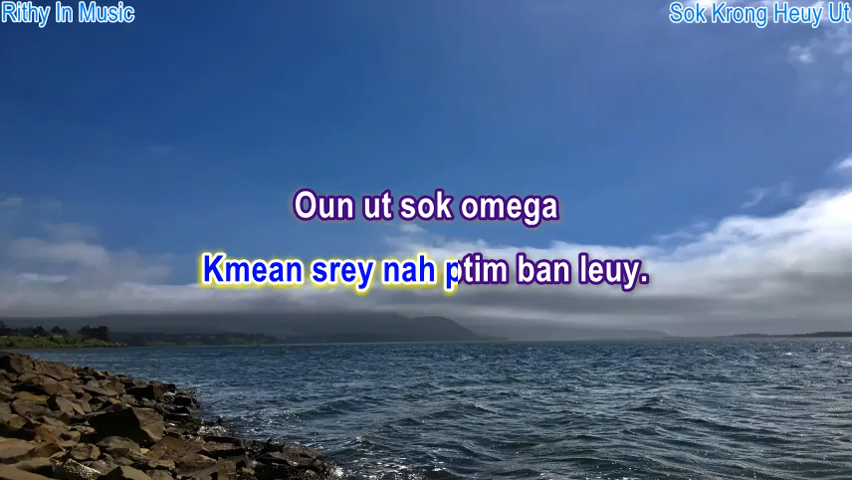 Rithy In Music
Sok Krong Heuy Ut
Oun ut sok omega
Kmean srey nah ptim ban leuy.